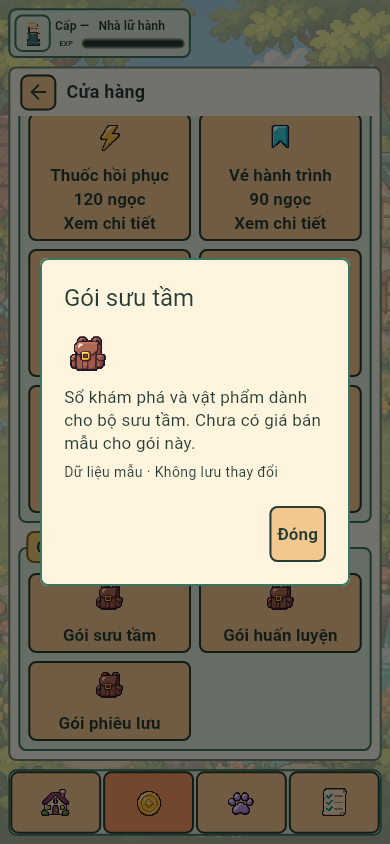 Cấp — Nhà lữ hành
EXP
Cửa hàng
Thuốc hồi phục
120 ngọc
Xem chi tiết
Vé hành trình
90 ngọc
Xem chi tiết
Gói sưu tầm
Sổ khám phá và vật phẩm dành
cho bộ sưu tầm. Chưa có giá bán
mẫu cho gói này.
Dữ liệu mẫu · Không lưu thay đổi
Đóng
Gói sưu tầm
Gói huấn luyện
Gói phiêu lưu